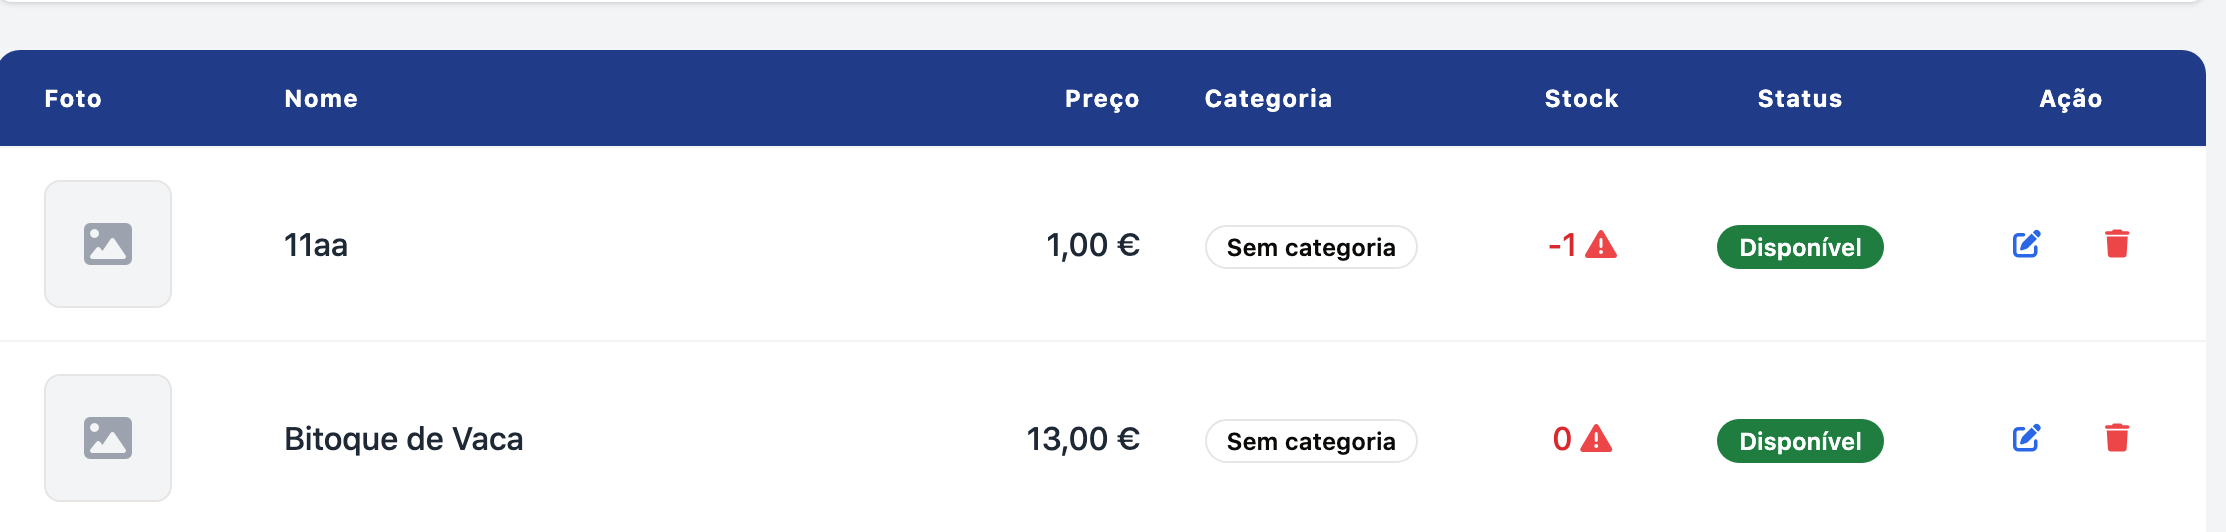 Foto Nome Preço Categoria Stock Status Ação
11aa 1,00 € Sem categoria -1 Disponível
Bitoque de Vaca 13,00 € Sem categoria 0 Disponível